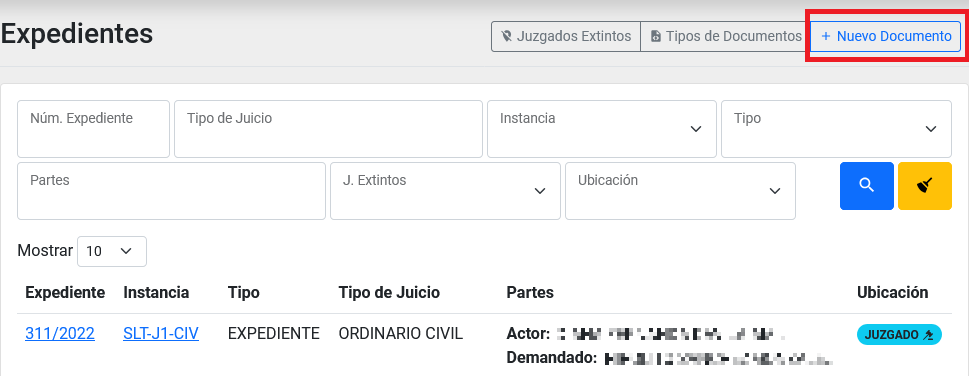 Expedientes
Juzgados Extintos Tipos de Documentos + Nuevo Documento
Núm. Expediente Tipo de Juicio Instancia Tipo
Partes J. Extintos Ubicación
Mostrar 10
Expediente Instancia Tipo Tipo de Juicio Partes Ubicación
311/2022 SLT-J1-CIV EXPEDIENTE ORDINARIO CIVIL Actor: JUZGADO
Demandado: